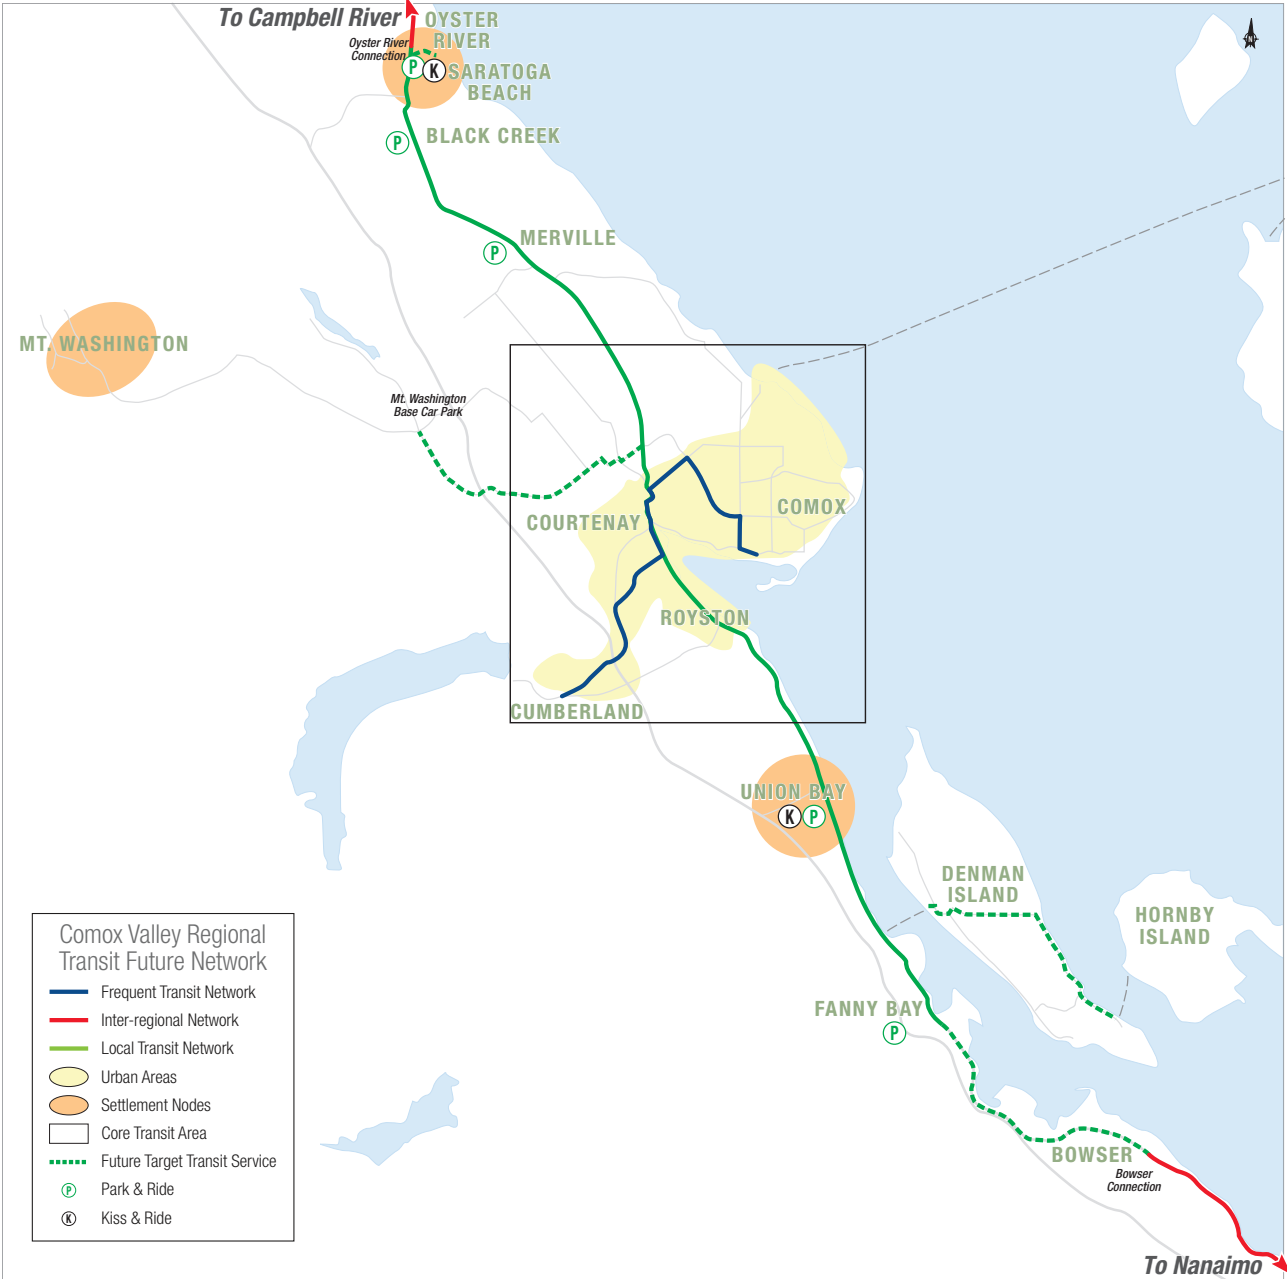 To Campbell River
OYSTER
RIVER
Oyster River
Connection
P
K
SARATOGA
BEACH
N
P
BLACK CREEK
MERVILLE
P
MT. WASHINGTON
Mt. Washington
Base Car Park
COURTENAY
COMOX
ROYSTON
CUMBERLAND
UNION BAY
K
P
DENMAN
ISLAND
HORNBY
ISLAND
FANNY BAY
P
BOWSER
Bowser
Connection
To Nanaimo
Comox Valley Regional
Transit Future Network
Frequent Transit Network
Inter-regional Network
Local Transit Network
Urban Areas
Settlement Nodes
Core Transit Area
Future Target Transit Service
P Park & Ride
K Kiss & Ride